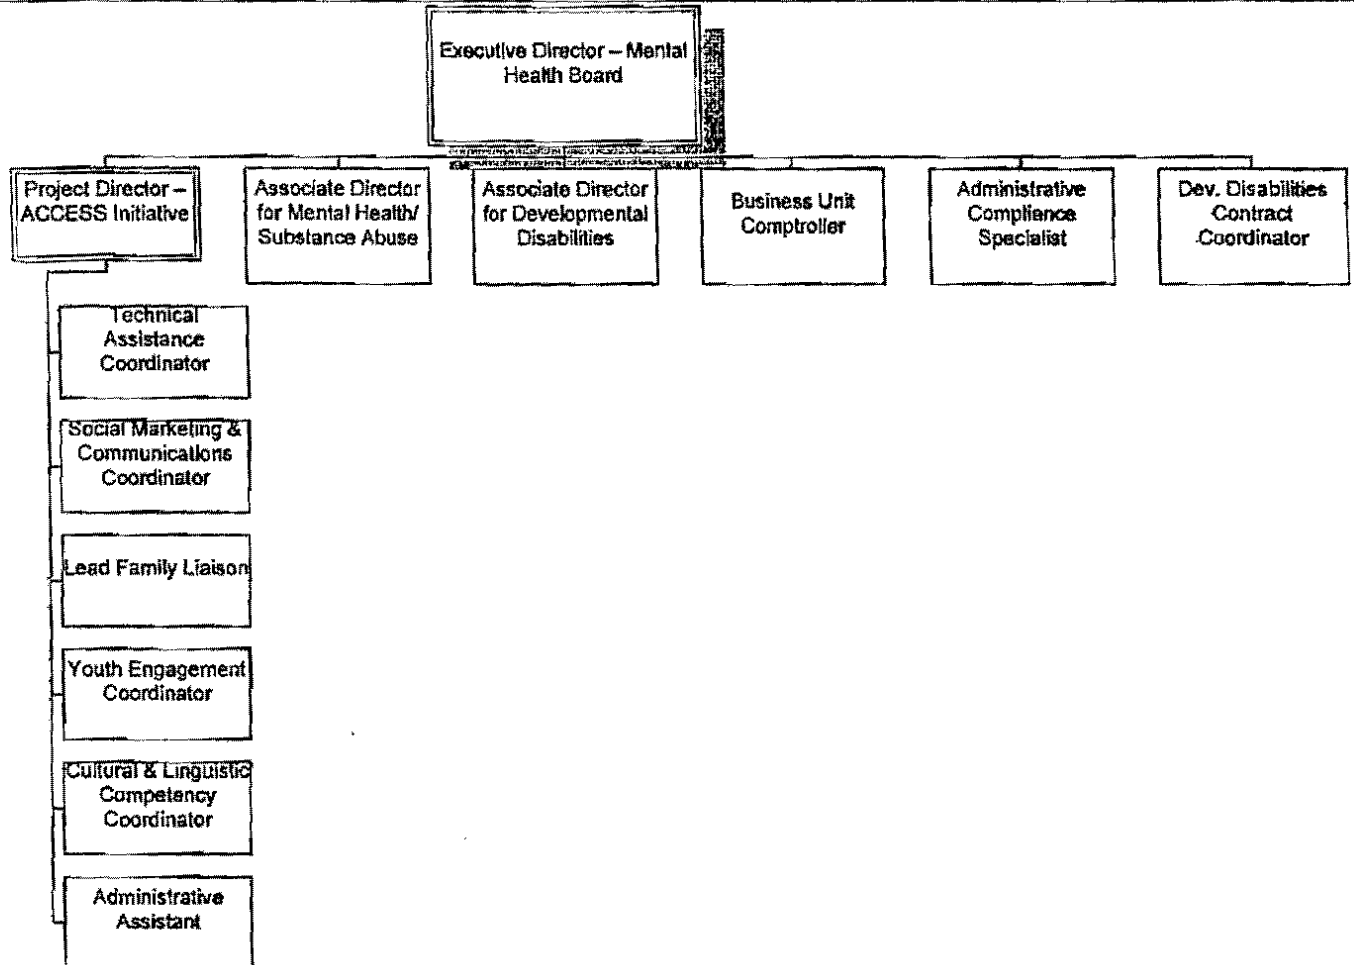 Executive Director – Mental
Health Board
Project Director –
ACCESS Initiative
Associate Director
for Mental Health/
Substance Abuse
Associate Director
for Developmental
Disabilities
Business Unit
Comptroller
Administrative
Compliance
Specialist
Dev. Disabilities
Contract
Coordinator
Technical
Assistance
Coordinator
Social Marketing &
Communications
Coordinator
Lead Family Liaison
Youth Engagement
Coordinator
Cultural & Linguistic
Competency
Coordinator
Administrative
Assistant